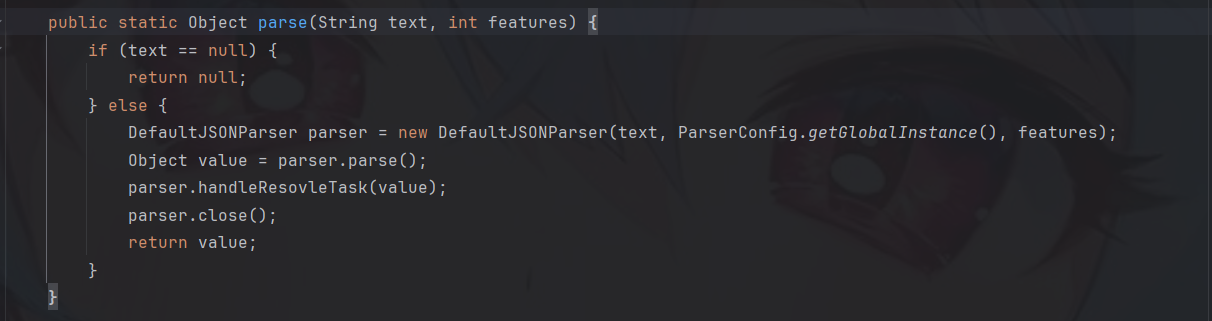 public static Object parse(String text, int features) {
if (text == null) {
return null;
} else {
DefaultJSONParser parser = new DefaultJSONParser(text, ParserConfig.getGlobalInstance(), features);
Object value = parser.parse();
parser.handleResovleTask(value);
parser.close();
return value;
}
}